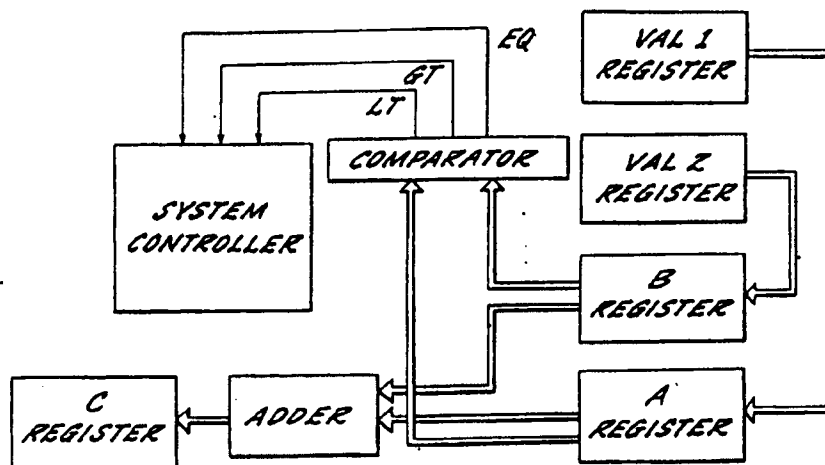 EQ
GT
LT
VAL 1
REGISTER
COMPARATOR
VAL 2
REGISTER
SYSTEM
CONTROLLER
B
REGISTER
C
REGISTER
ADDER
A
REGISTER